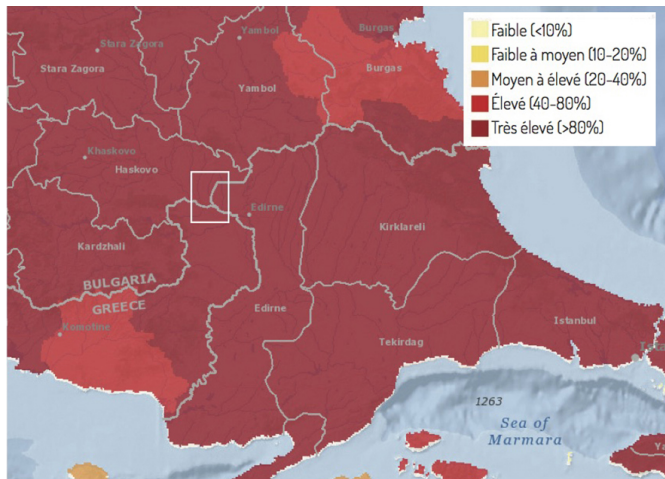 Faible (<10%)
Faible à moyen (10-20%)
Moyen à élevé (20-40%)
Élevé (40-80%)
Très élevé (>80%)
Stara Zagora
Stara Zagora
Yambol
Yambol
Burgas
Burgas
Khaskovo
Haskovo
Edirne
Kirklareli
Kardzhali
BULGARIA
GREECE
Komotine
Edirne
Tekirdag
Istanbul
1263
Sea of
Marmara